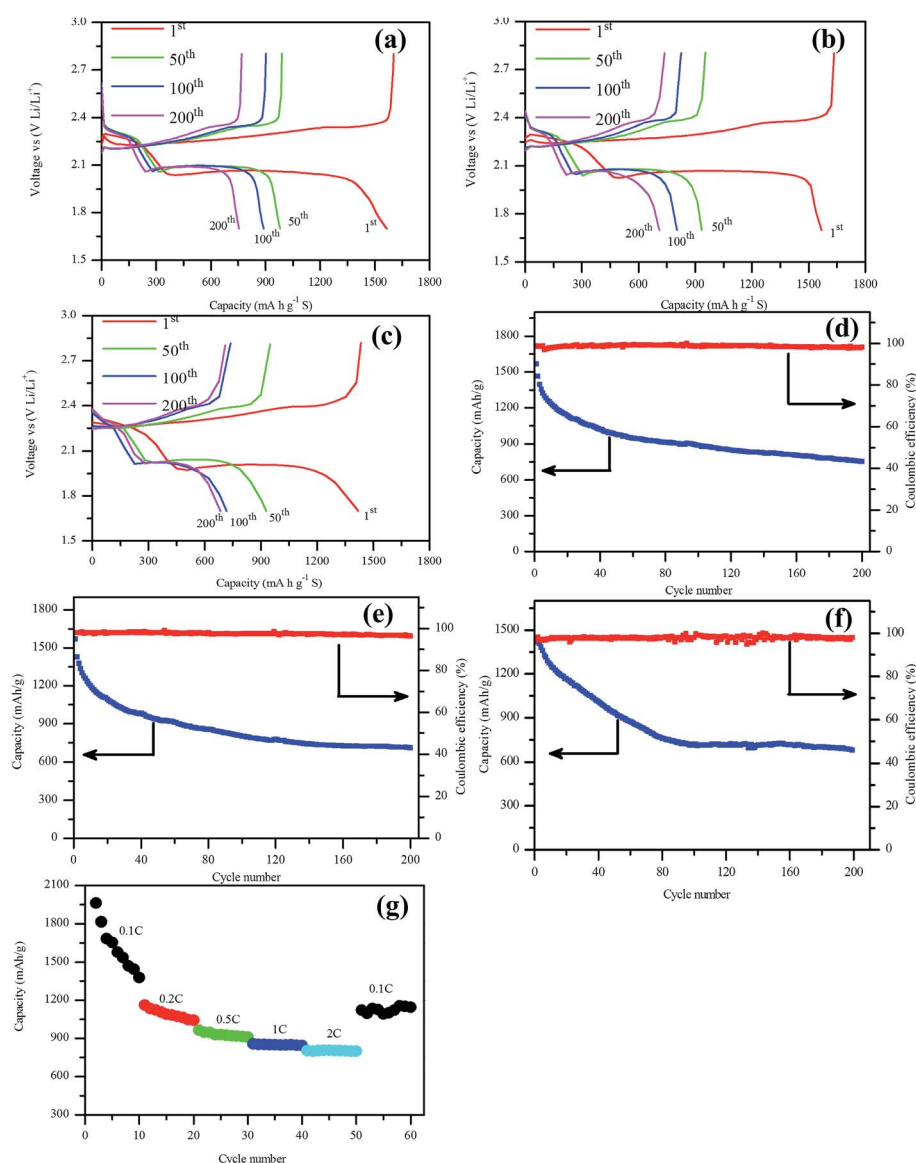 (a)
3.0
2.7
2.4
2.1
1.8
1.5
Voltage vs (V Li/Li+)
1st
50th
100th
200th
200th
100th
50th
1st
0 300 600 900 1200 1500 1800
Capacity (mA h g-1 S)
(b)
3.0
2.7
2.4
2.1
1.8
1.5
Voltage vs (V Li/Li+)
1st
50th
100th
200th
200th
100th
50th
1st
0 300 600 900 1200 1500 1800
Capacity (mA h g-1 S)
(c)
3.0
2.7
2.4
2.1
1.8
1.5
Voltage vs (V Li/Li+)
1st
50th
100th
200th
200th
100th
50th
1st
0 300 600 900 1200 1500 1800
Capacity (mA h g-1 S)
(d)
1800
1500
1200
900
600
300
0
Capacity (mAh/g)
100
80
60
40
20
0
Coulombic efficiency (%)
0 40 80 120 160 200
Cycle number
(e)
1800
1500
1200
900
600
300
0
Capacity (mAh/g)
100
80
60
40
20
0
Coulombic efficiency (%)
0 40 80 120 160 200
Cycle number
(f)
1500
1200
900
600
300
0
Capacity (mAh/g)
100
80
60
40
20
0
Coulombic efficiency (%)
0 40 80 120 160 200
Cycle number
(g)
2100
1800
1500
1200
900
600
300
Capacity (mAh/g)
0.1C
0.2C
0.5C
1C
2C
0.1C
0 10 20 30 40 50 60
Cycle number